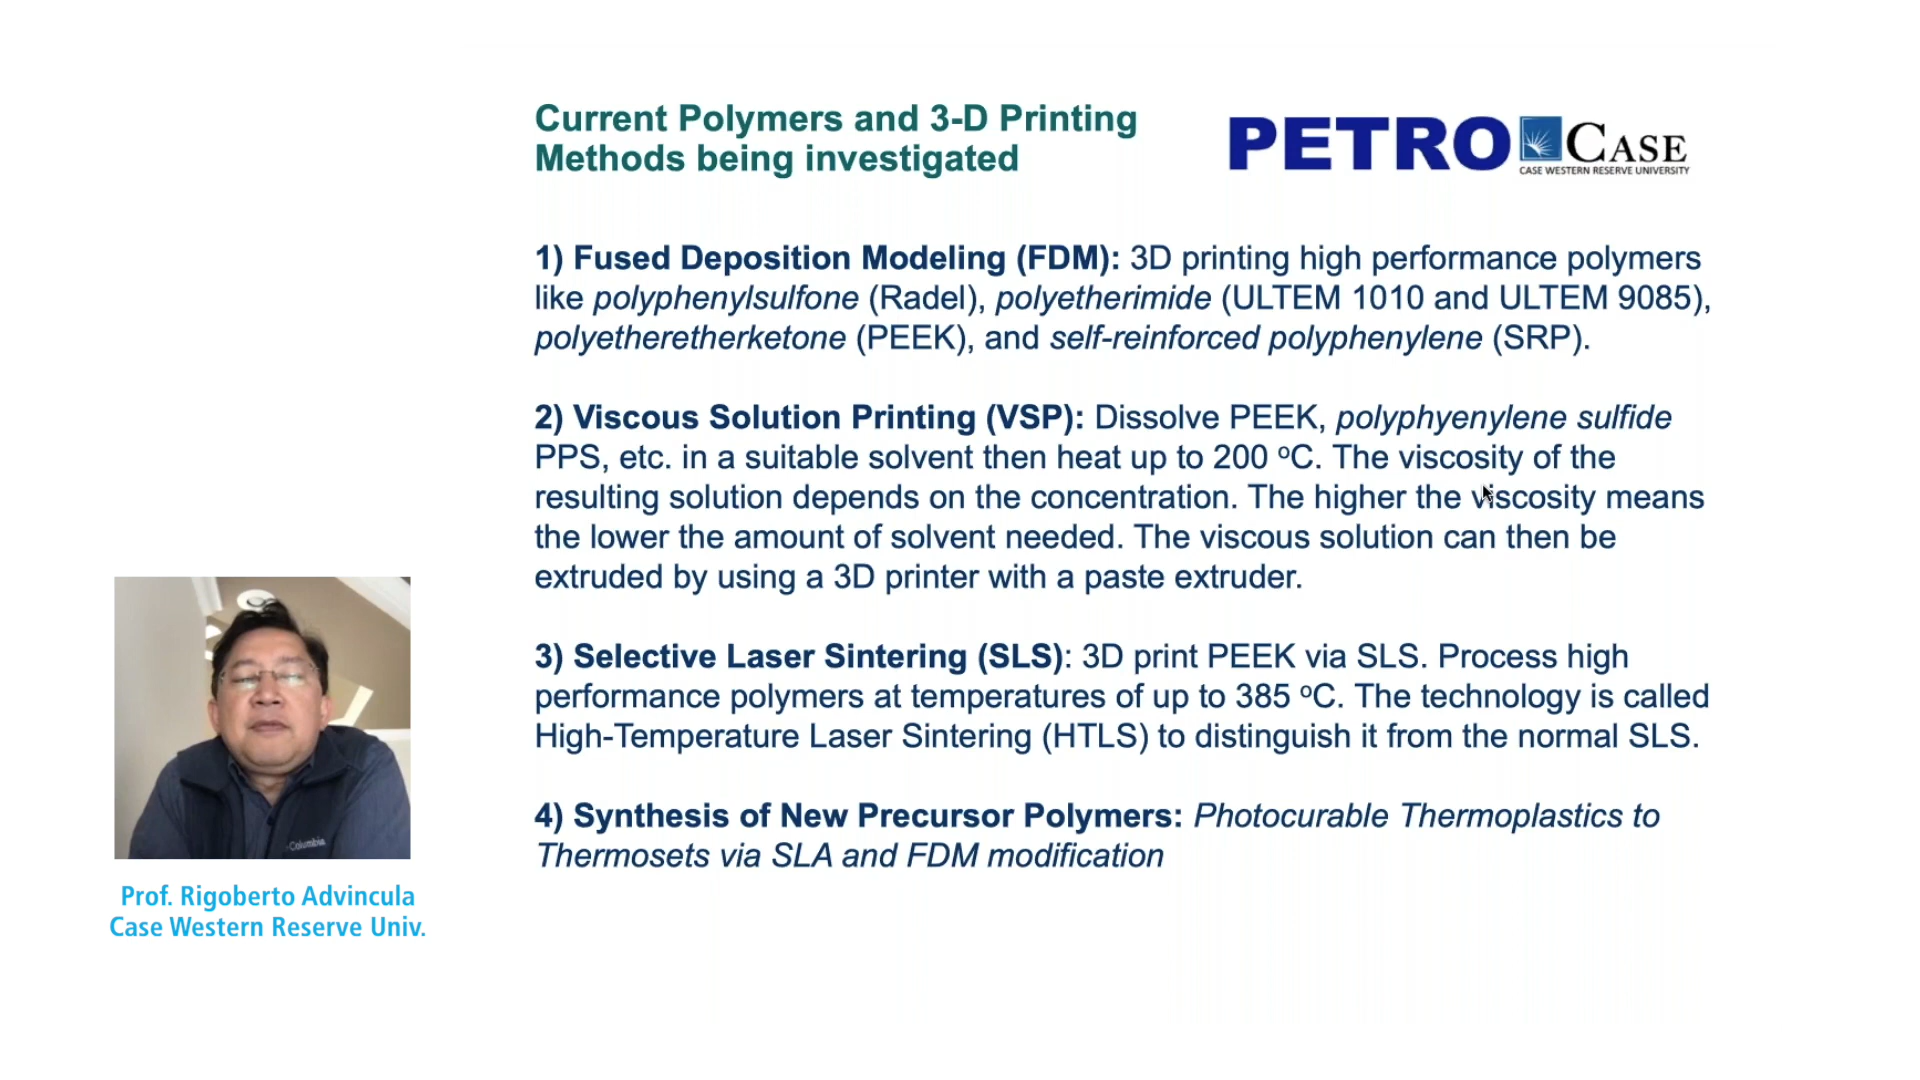 Current Polymers and 3-D Printing
Methods being investigated
PETRO CASE
CASE WESTERN RESERVE UNIVERSITY
1) Fused Deposition Modeling (FDM): 3D printing high performance polymers
like polyphenylsulfone (Radel), polyetherimide (ULTEM 1010 and ULTEM 9085),
polyetheretherketone (PEEK), and self-reinforced polyphenylene (SRP).
2) Viscous Solution Printing (VSP): Dissolve PEEK, polyphyenylene sulfide
PPS, etc. in a suitable solvent then heat up to 200 ºC. The viscosity of the
resulting solution depends on the concentration. The higher the viscosity means
the lower the amount of solvent needed. The viscous solution can then be
extruded by using a 3D printer with a paste extruder.
3) Selective Laser Sintering (SLS): 3D print PEEK via SLS. Process high
performance polymers at temperatures of up to 385 ºC. The technology is called
High-Temperature Laser Sintering (HTLS) to distinguish it from the normal SLS.
4) Synthesis of New Precursor Polymers: Photocurable Thermoplastics to
Thermosets via SLA and FDM modification
Columbia
Prof. Rigoberto Advincula
Case Western Reserve Univ.